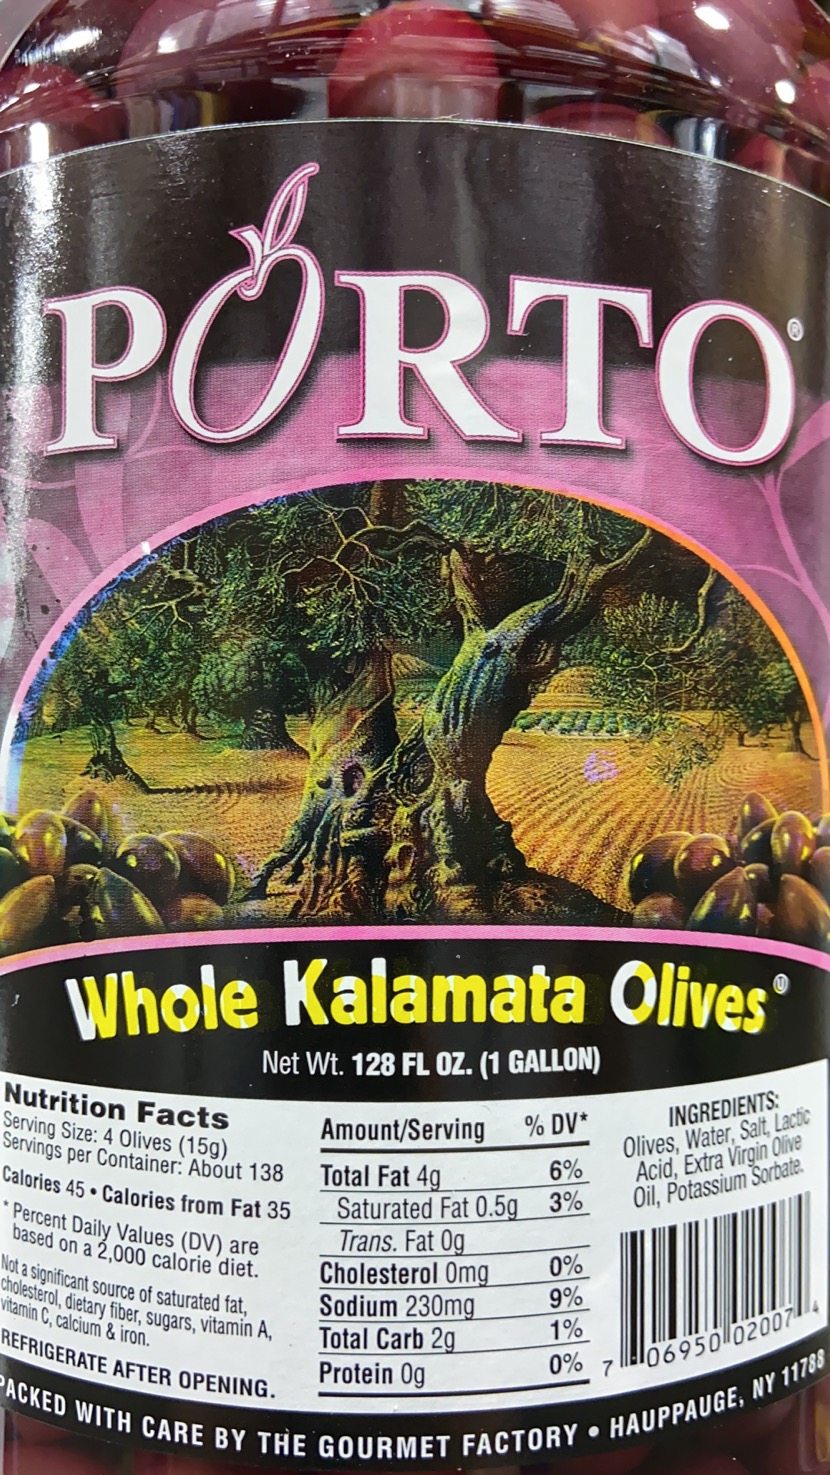 PORTO®
Whole Kalamata Olives
Net Wt. 128 FL OZ. (1 GALLON)
Nutrition Facts
Serving Size: 4 Olives (15g)
Servings per Container: About 138
Calories 45 • Calories from Fat 35
* Percent Daily Values (DV) are
based on a 2,000 calorie diet.
Not a significant source of saturated fat,
cholesterol, dietary fiber, sugars, vitamin A,
vitamin C, calcium & iron.
REFRIGERATE AFTER OPENING.
Amount/Serving % DV*
Total Fat 4g 6%
Saturated Fat 0.5g 3%
Trans. Fat 0g
Cholesterol 0mg 0%
Sodium 230mg 9%
Total Carb 2g 1%
Protein 0g 0%
INGREDIENTS:
Olives, Water, Salt, Lactic
Acid, Extra Virgin Olive
Oil, Potassium Sorbate.
7 06950 02007 4
PACKED WITH CARE BY THE GOURMET FACTORY • HAUPPAUGE, NY 11788